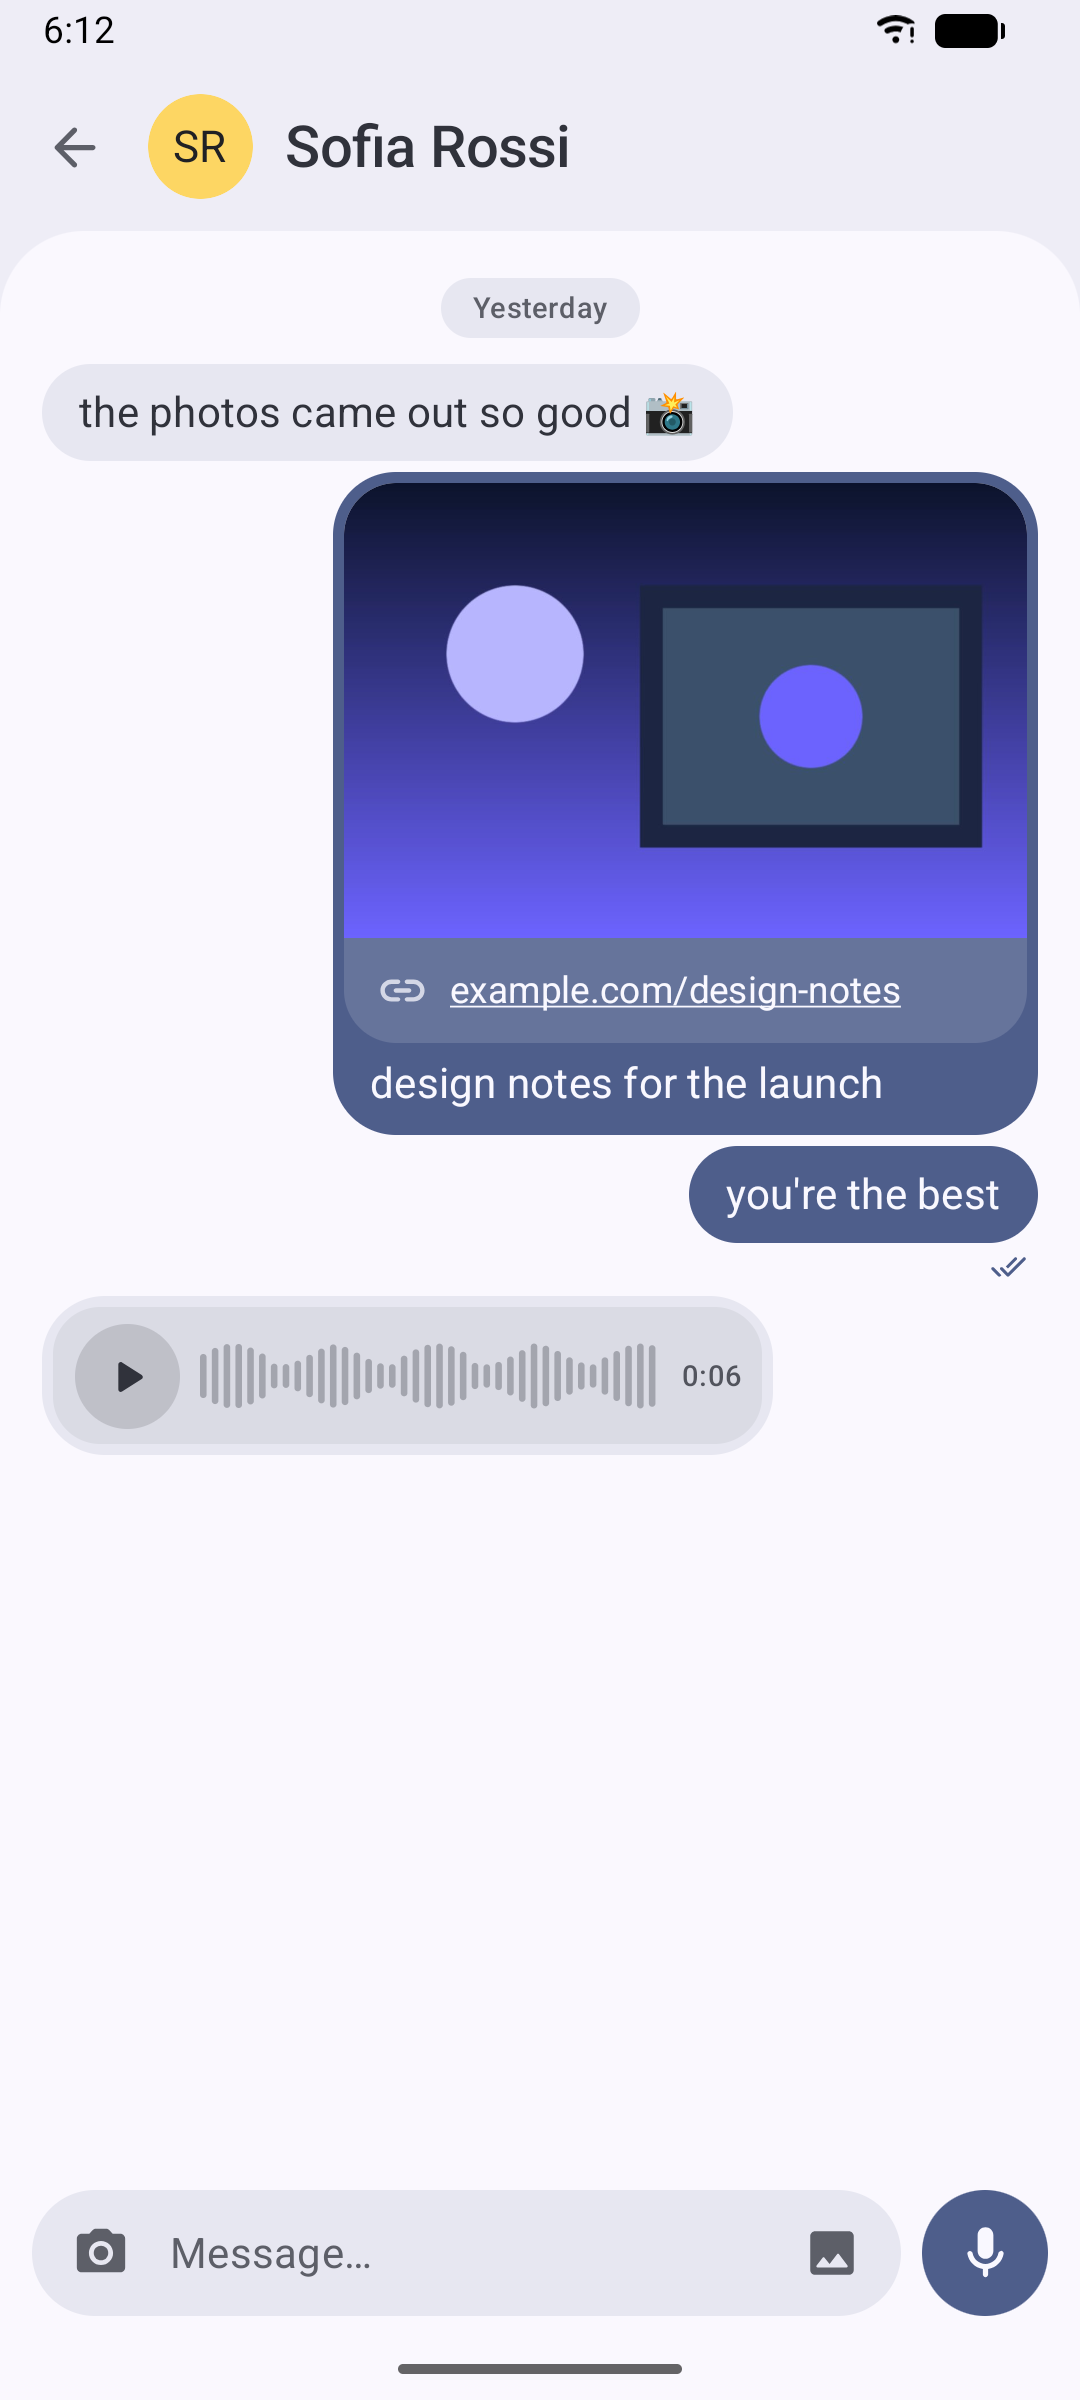 6:12
SR
Sofia Rossi
Yesterday
the photos came out so good 📸
example.com/design-notes
design notes for the launch
you're the best
0:06
Message…